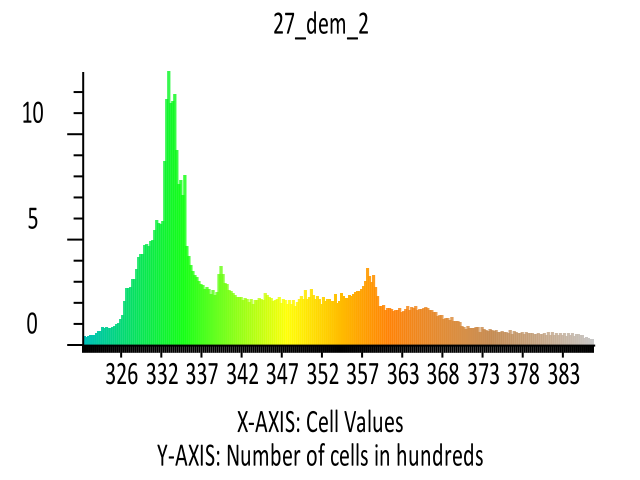 27_dem_2
10
5
0
326 332 337 342 347 352 357 363 368 373 378 383
X-AXIS: Cell Values
Y-AXIS: Number of cells in hundreds